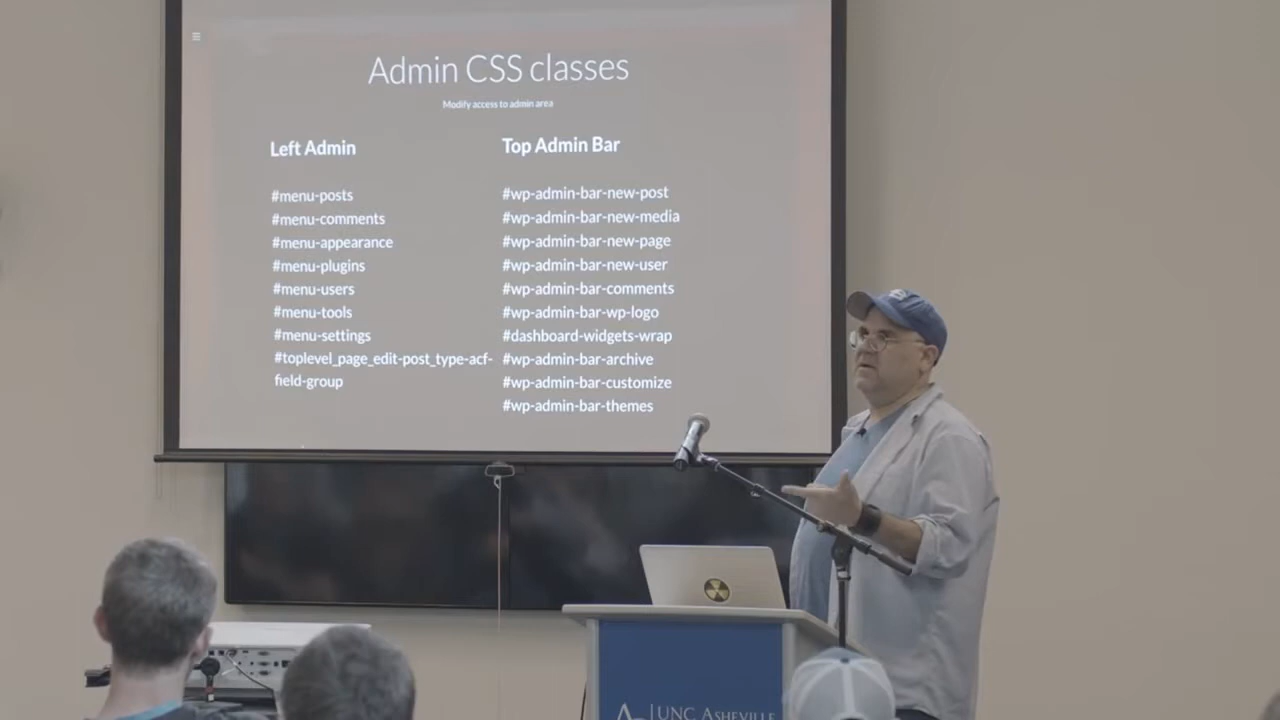 Admin CSS classes
Modify access to admin area
Left Admin
#menu-posts
#menu-comments
#menu-appearance
#menu-plugins
#menu-users
#menu-tools
#menu-settings
#toplevel_page_edit-post_type-acf-
field-group
Top Admin Bar
#wp-admin-bar-new-post
#wp-admin-bar-new-media
#wp-admin-bar-new-page
#wp-admin-bar-new-user
#wp-admin-bar-comments
#wp-admin-bar-wp-logo
#dashboard-widgets-wrap
#wp-admin-bar-archive
#wp-admin-bar-customize
#wp-admin-bar-themes
UNC ASHEVILLE